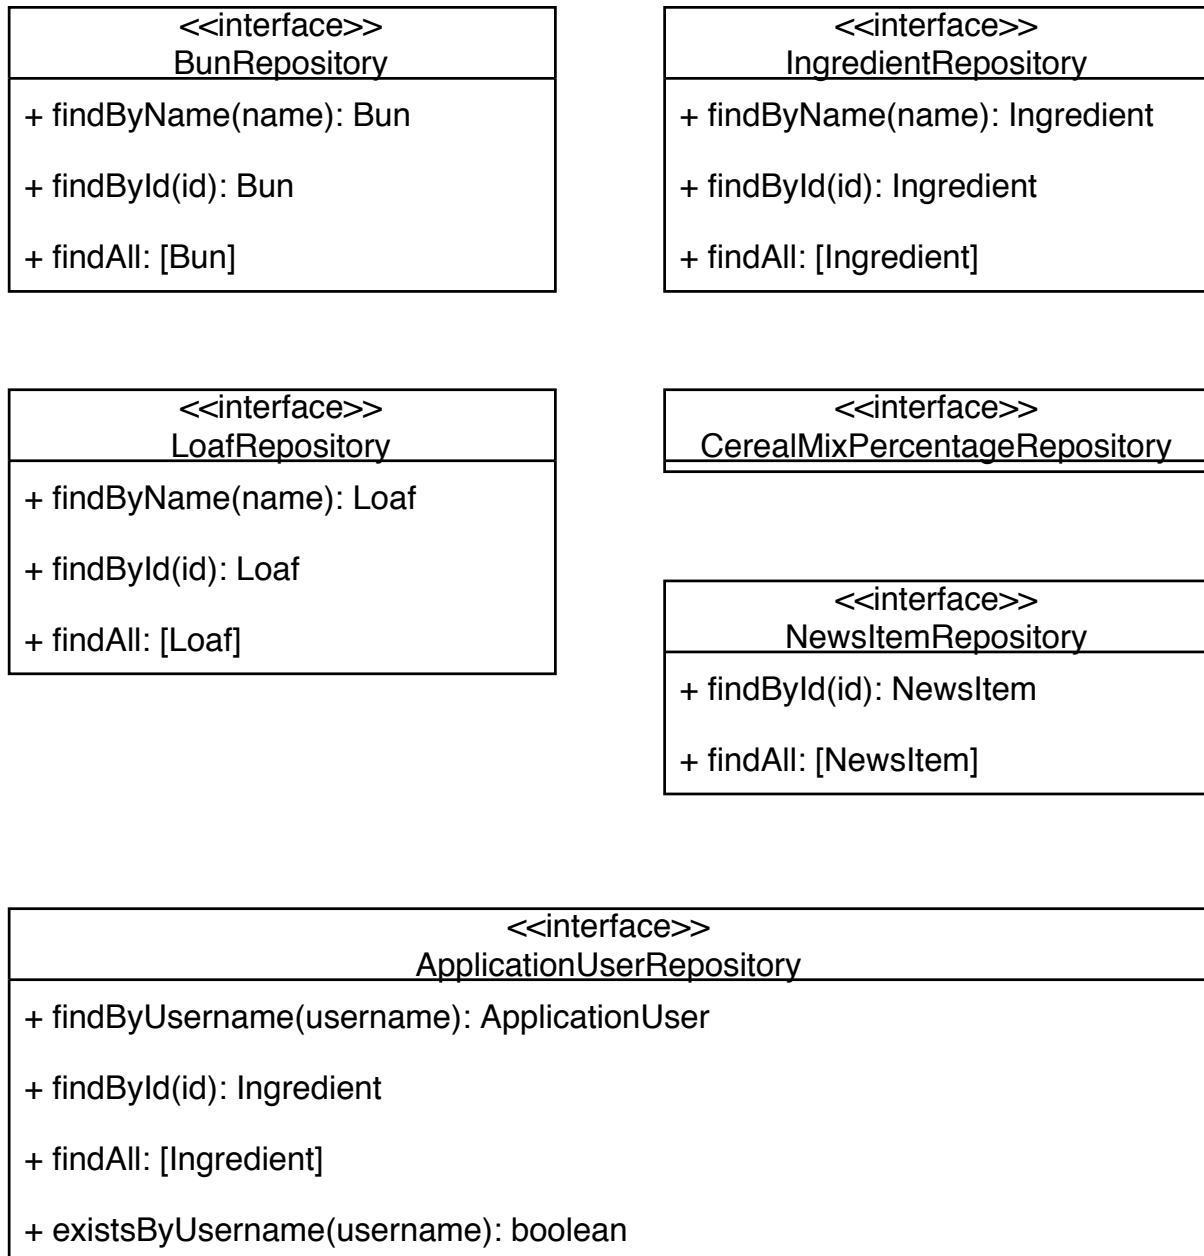 <<interface>>
BunRepository
+ findByName(name): Bun
+ findById(id): Bun
+ findAll: [Bun]
<<interface>>
IngredientRepository
+ findByName(name): Ingredient
+ findById(id): Ingredient
+ findAll: [Ingredient]
<<interface>>
LoafRepository
+ findByName(name): Loaf
+ findById(id): Loaf
+ findAll: [Loaf]
<<interface>>
CerealMixPercentageRepository
<<interface>>
NewsItemRepository
+ findById(id): NewsItem
+ findAll: [NewsItem]
<<interface>>
ApplicationUserRepository
+ findByUsername(username): ApplicationUser
+ findById(id): Ingredient
+ findAll: [Ingredient]
+ existsByUsername(username): boolean